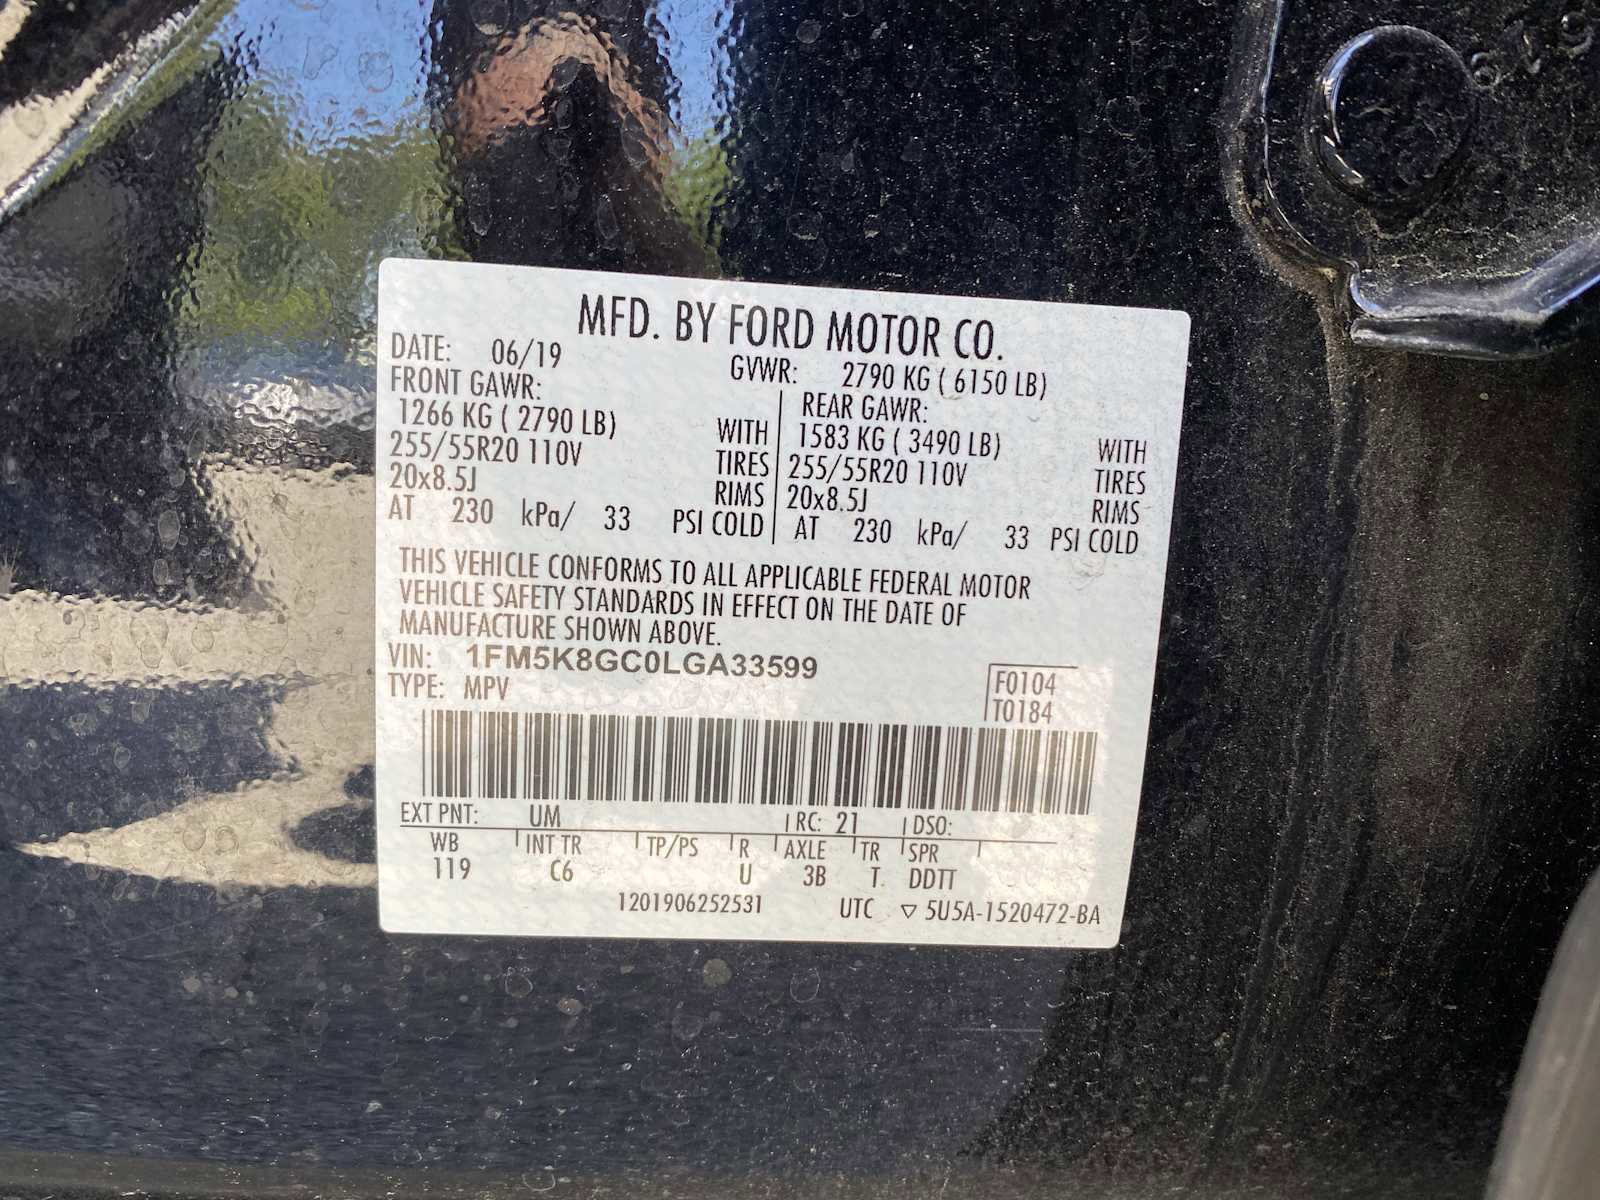 MFD. BY FORD MOTOR CO.
DATE: 06/19 GVWR: 2790 KG ( 6150 LB)
FRONT GAWR: REAR GAWR:
1266 KG ( 2790 LB) WITH 1583 KG ( 3490 LB) WITH
255/55R20 110V TIRES 255/55R20 110V TIRES
20x8.5J RIMS 20x8.5J RIMS
AT 230 kPa/ 33 PSI COLD AT 230 kPa/ 33 PSI COLD
THIS VEHICLE CONFORMS TO ALL APPLICABLE FEDERAL MOTOR
VEHICLE SAFETY STANDARDS IN EFFECT ON THE DATE OF
MANUFACTURE SHOWN ABOVE.
VIN: 1FM5K8GC0LGA33599
TYPE: MPV F0104
T0184
EXT PNT: UM RC: 21 DSO:
WB INT TR TP/PS R AXLE TR SPR
119 C6 U 3B T. DDTT
1201906252531 UTC ▽ 5U5A-1520472-BA